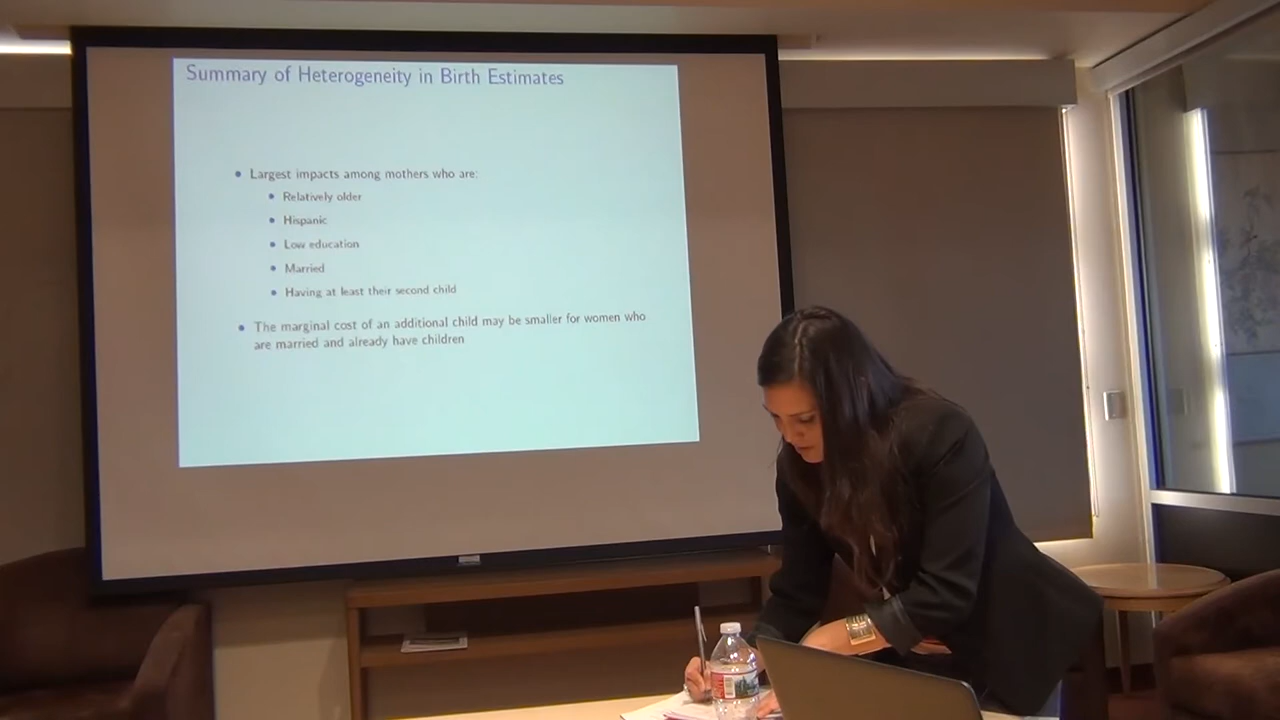 Summary of Heterogeneity in Birth Estimates
Largest impacts among mothers who are:
Relatively older
Hispanic
Low education
Married
Having at least their second child
The marginal cost of an additional child may be smaller for women who
are married and already have children